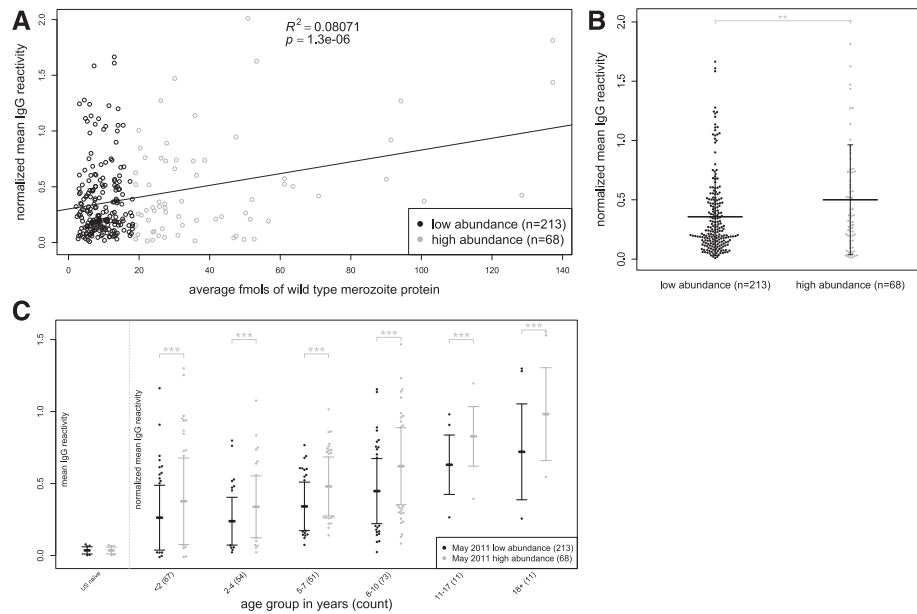 A
R² = 0.08071
p = 1.3e-06
normalized mean IgG reactivity
2.0
1.5
1.0
0.5
0.0
low abundance (n=213)
high abundance (n=68)
0 20 40 60 80 100 120 140
average fmols of wild type merozoite protein
B
**
normalized mean IgG reactivity
2.0
1.5
1.0
0.5
0.0
low abundance (n=213) high abundance (n=68)
C
mean IgG reactivity
normalized mean IgG reactivity
1.5
1.0
0.5
0.0
*** *** *** *** *** ***
May 2011 low abundance (213)
May 2011 high abundance (68)
US naive <2 (67) 2-4 (54) 5-7 (51) 8-10 (73) 11-17 (11) 18+ (11)
age group in years (count)